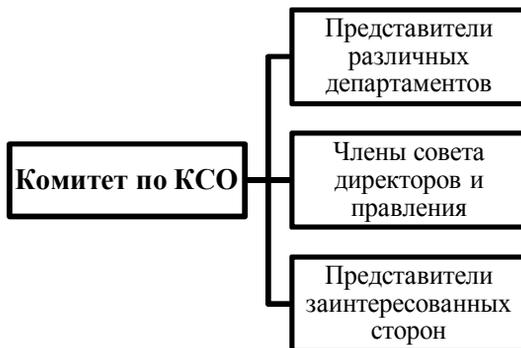 Представители
различных
департаментов
Комитет по КСО
Члены совета
директоров и
правления
Представители
заинтересованных
сторон